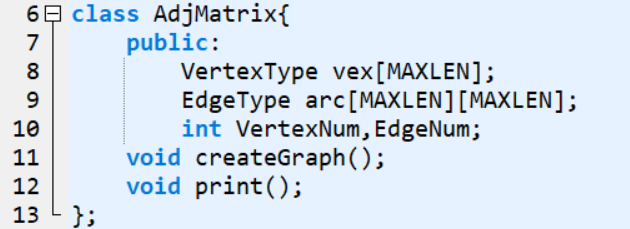 6 class AdjMatrix{
7 public:
8 VertexType vex[MAXLEN];
9 EdgeType arc[MAXLEN][MAXLEN];
10 int VertexNum,EdgeNum;
11 void createGraph();
12 void print();
13 };